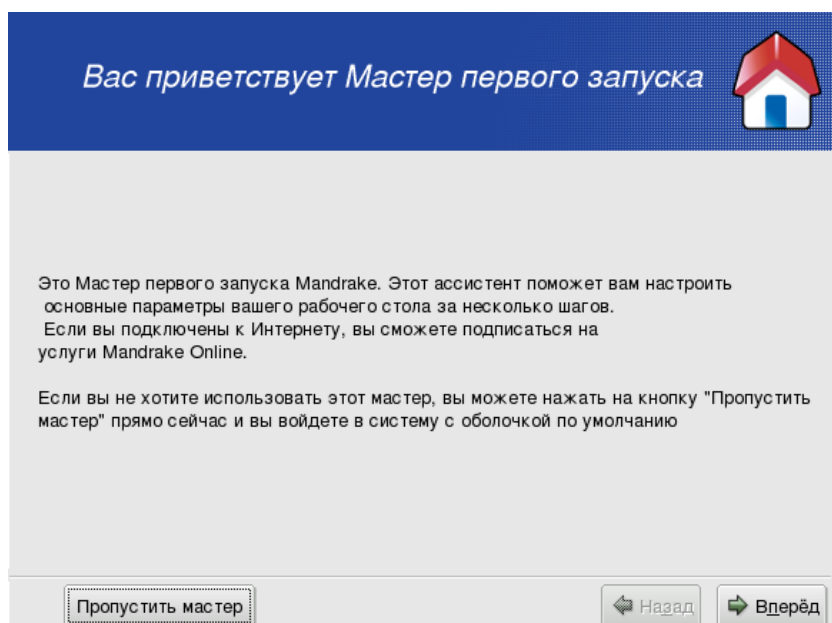 Вас приветствует Мастер первого запуска
Это Мастер первого запуска Mandrake. Этот ассистент поможет вам настроить
основные параметры вашего рабочего стола за несколько шагов.
Если вы подключены к Интернету, вы сможете подписаться на
услуги Mandrake Online.
Если вы не хотите использовать этот мастер, вы можете нажать на кнопку "Пропустить
мастер" прямо сейчас и вы войдете в систему с оболочкой по умолчанию
Пропустить мастер
Назад
Вперёд